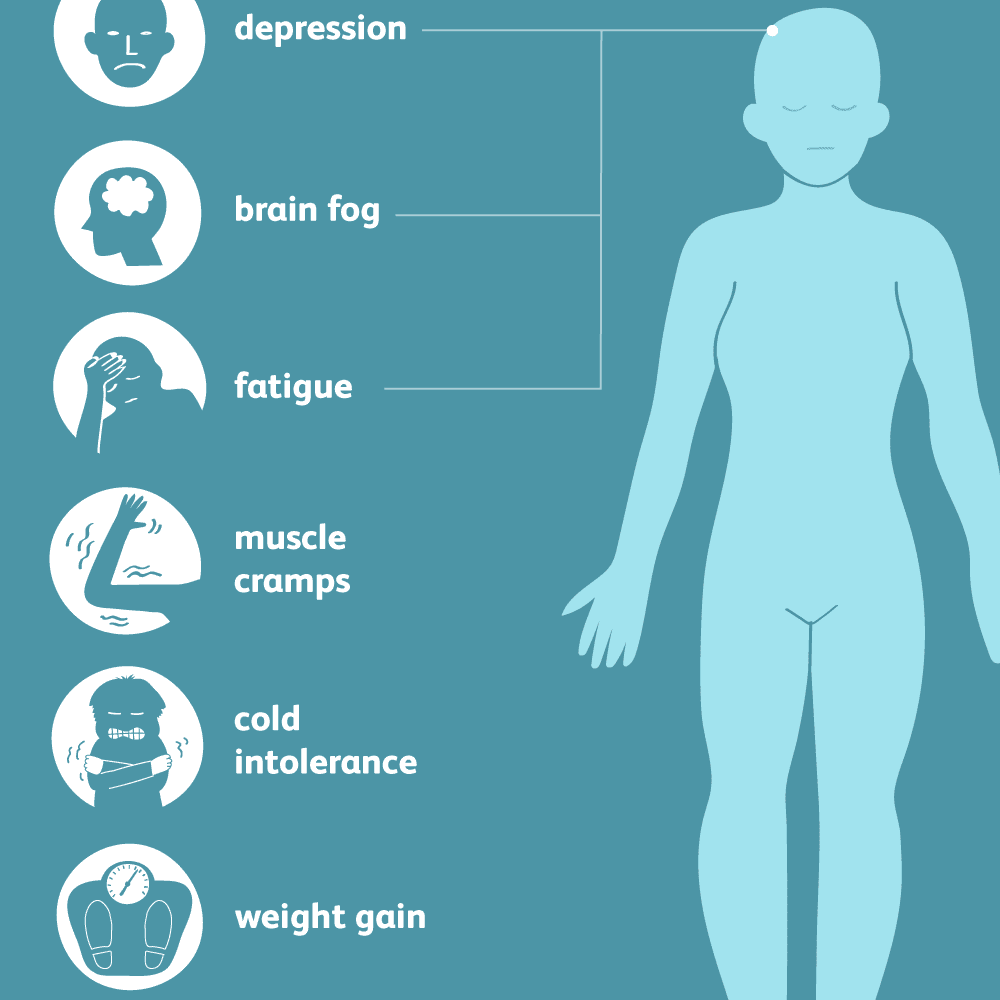 depression
brain fog
fatigue
muscle
cramps
cold
intolerance
weight gain